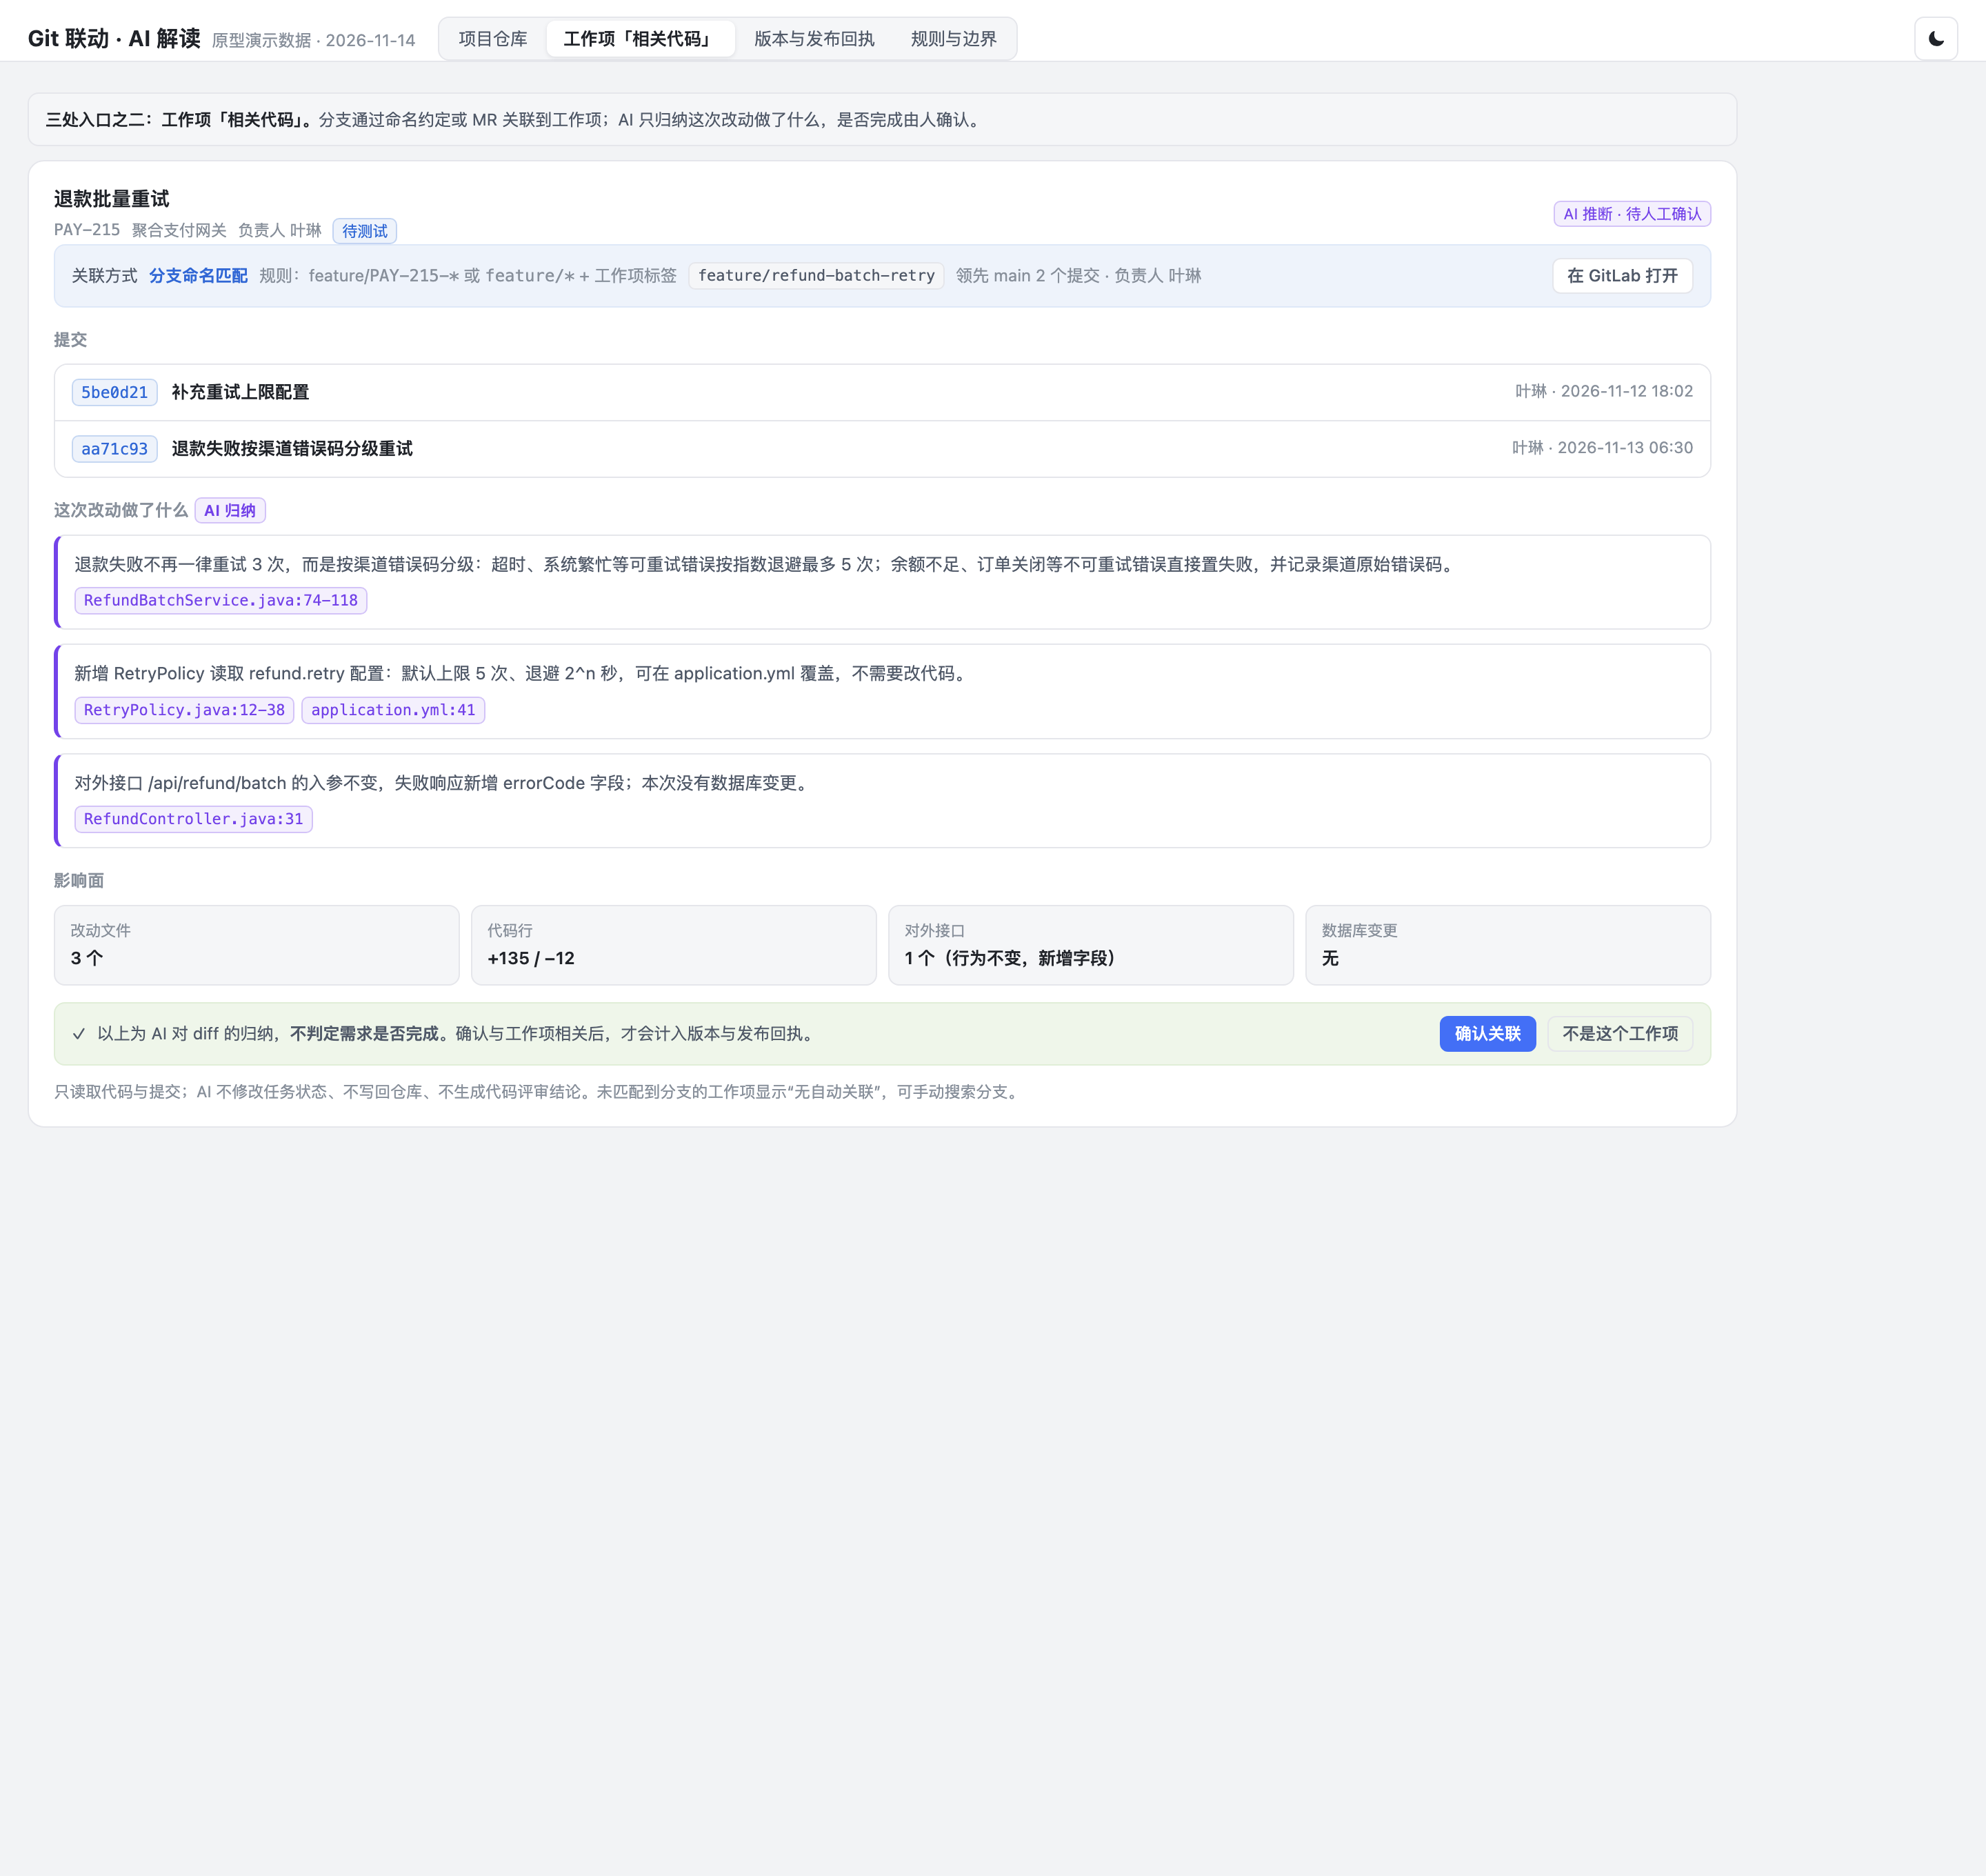 Git 联动 · AI 解读 原型演示数据 · 2026-11-14 项目仓库 工作项「相关代码」 版本与发布回执 规则与边界
三处入口之二：工作项「相关代码」。分支通过命名约定或 MR 关联到工作项；AI 只归纳这次改动做了什么，是否完成由人确认。
退款批量重试
AI 推断 · 待人工确认
PAY-215 聚合支付网关 负责人 叶琳 待测试
关联方式 分支命名匹配 规则：feature/PAY-215-* 或 feature/* + 工作项标签 feature/refund-batch-retry 领先 main 2 个提交 · 负责人 叶琳 在 GitLab 打开
提交
5be0d21 补充重试上限配置 叶琳 · 2026-11-12 18:02
aa71c93 退款失败按渠道错误码分级重试 叶琳 · 2026-11-13 06:30
这次改动做了什么 AI 归纳
退款失败不再一律重试 3 次，而是按渠道错误码分级：超时、系统繁忙等可重试错误按指数退避最多 5 次；余额不足、订单关闭等不可重试错误直接置失败，并记录渠道原始错误码。
RefundBatchService.java:74-118
新增 RetryPolicy 读取 refund.retry 配置：默认上限 5 次、退避 2^n 秒，可在 application.yml 覆盖，不需要改代码。
RetryPolicy.java:12-38 application.yml:41
对外接口 /api/refund/batch 的入参不变，失败响应新增 errorCode 字段；本次没有数据库变更。
RefundController.java:31
影响面
改动文件 代码行 对外接口 数据库变更
3 个 +135 / −12 1 个（行为不变，新增字段） 无
✓ 以上为 AI 对 diff 的归纳，不判定需求是否完成。确认与工作项相关后，才会计入版本与发布回执。 确认关联 不是这个工作项
只读取代码与提交；AI 不修改任务状态、不写回仓库、不生成代码评审结论。未匹配到分支的工作项显示“无自动关联”，可手动搜索分支。